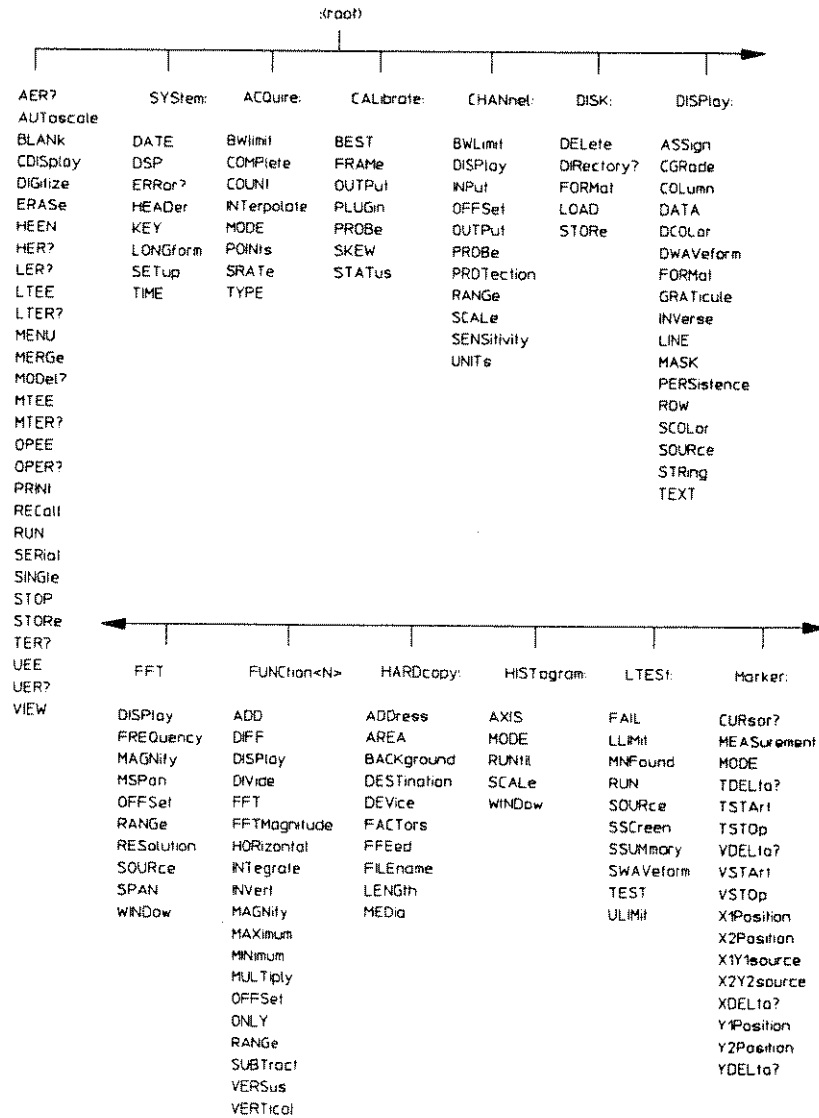 :(root)
AER?
AUToscale
BLANk
CDISplay
DIGitize
ERASe
HEEN
HER?
LER?
LTEE
LTER?
MENU
MERGe
MODel?
MTEE
MTER?
OPEE
OPER?
PRINt
RECall
RUN
SERial
SINGle
STOP
STORe
TER?
UEE
UER?
VIEW
SYStem:
DATE
DSP
ERRor?
HEADer
KEY
LONGform
SETup
TIME
ACQuire:
BWlimit
COMPlete
COUNt
INTerpolate
MODE
POINts
SRATe
TYPE
CALibrate:
BEST
FRAMe
OUTPut
PLUGin
PROBe
SKEW
STATus
CHANnel:
BWLimit
DISPlay
INPut
OFFSet
OUTPut
PROBe
PROTection
RANGe
SCALe
SENSitivity
UNITs
DISK:
DELete
DIRectory?
FORMat
LOAD
STORe
DISPlay:
ASSign
CGRade
COLumn
DATA
DCOLor
DWAVeform
FORMat
GRATicule
INVerse
LINE
MASK
PERSistence
ROW
SCOLor
SOURce
STRing
TEXT
FFT
DISPlay
FREQuency
MAGNify
MSPan
OFFSet
RANGe
RESolution
SOURce
SPAN
WINDow
FUNCtion<N>
ADD
DIFF
DISPlay
DIVide
FFT
FFTMagnitude
HORizontal
INTegrate
INVert
MAGNify
MAXimum
MINimum
MULTiply
OFFSet
ONLY
RANGe
SUBTract
VERSus
VERTical
HARDcopy:
ADDress
AREA
BACKground
DESTination
DEVice
FACTors
FFEed
FILEname
LENGth
MEDia
HISTogram:
AXIS
MODE
RUNtil
SCALe
WINDow
LTESt:
FAIL
LLIMit
MNFound
RUN
SOURce
SSCreen
SSUMmary
SWAVeform
TEST
ULIMit
Marker:
CURsor?
MEASurement
MODE
TDELta?
TSTArt
TSTOp
VDELta?
VSTArt
VSTOp
X1Position
X2Position
X1Y1source
X2Y2source
XDELta?
Y1Position
Y2Position
YDELta?